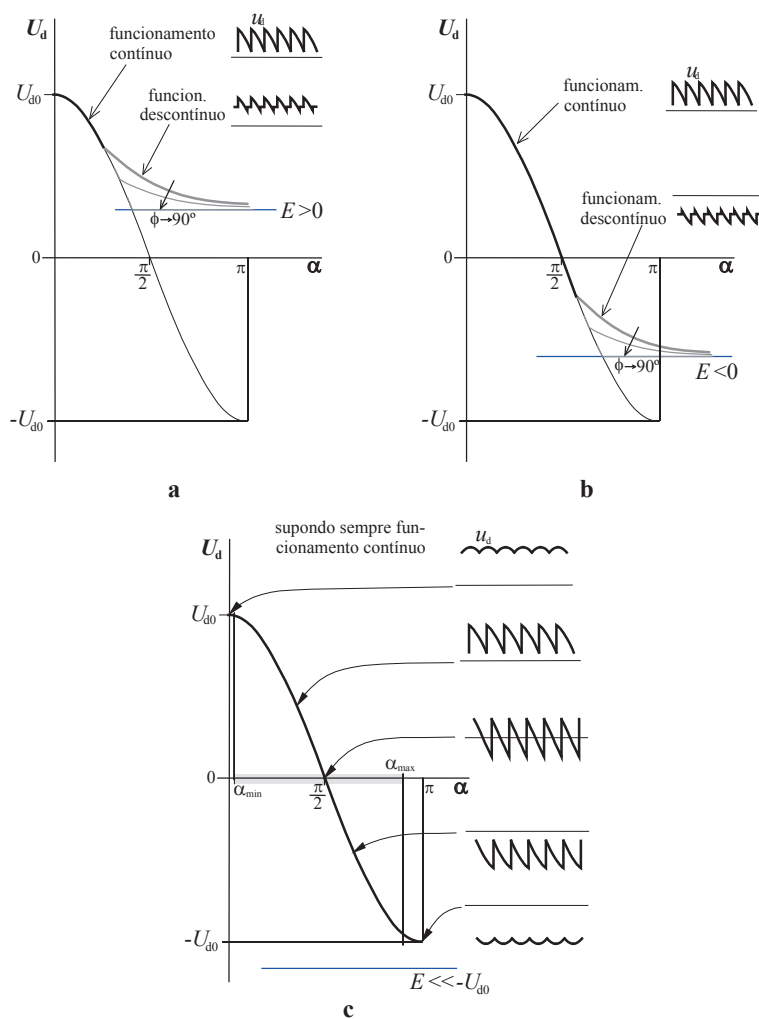 U_d
funcionamento
contínuo
u_d
U_d0
funcion.
descontínuo
ϕ→90º
E >0
0
π/2
π
α
-U_d0
a
U_d
u_d
funcionam.
contínuo
U_d0
funcionam.
descontínuo
0
π/2
π
α
ϕ→90º
E <0
-U_d0
b
supondo sempre fun-
cionamento contínuo
u_d
U_d
U_d0
0
α_min
π/2
α_max
π
α
-U_d0
E <<-U_d0
c